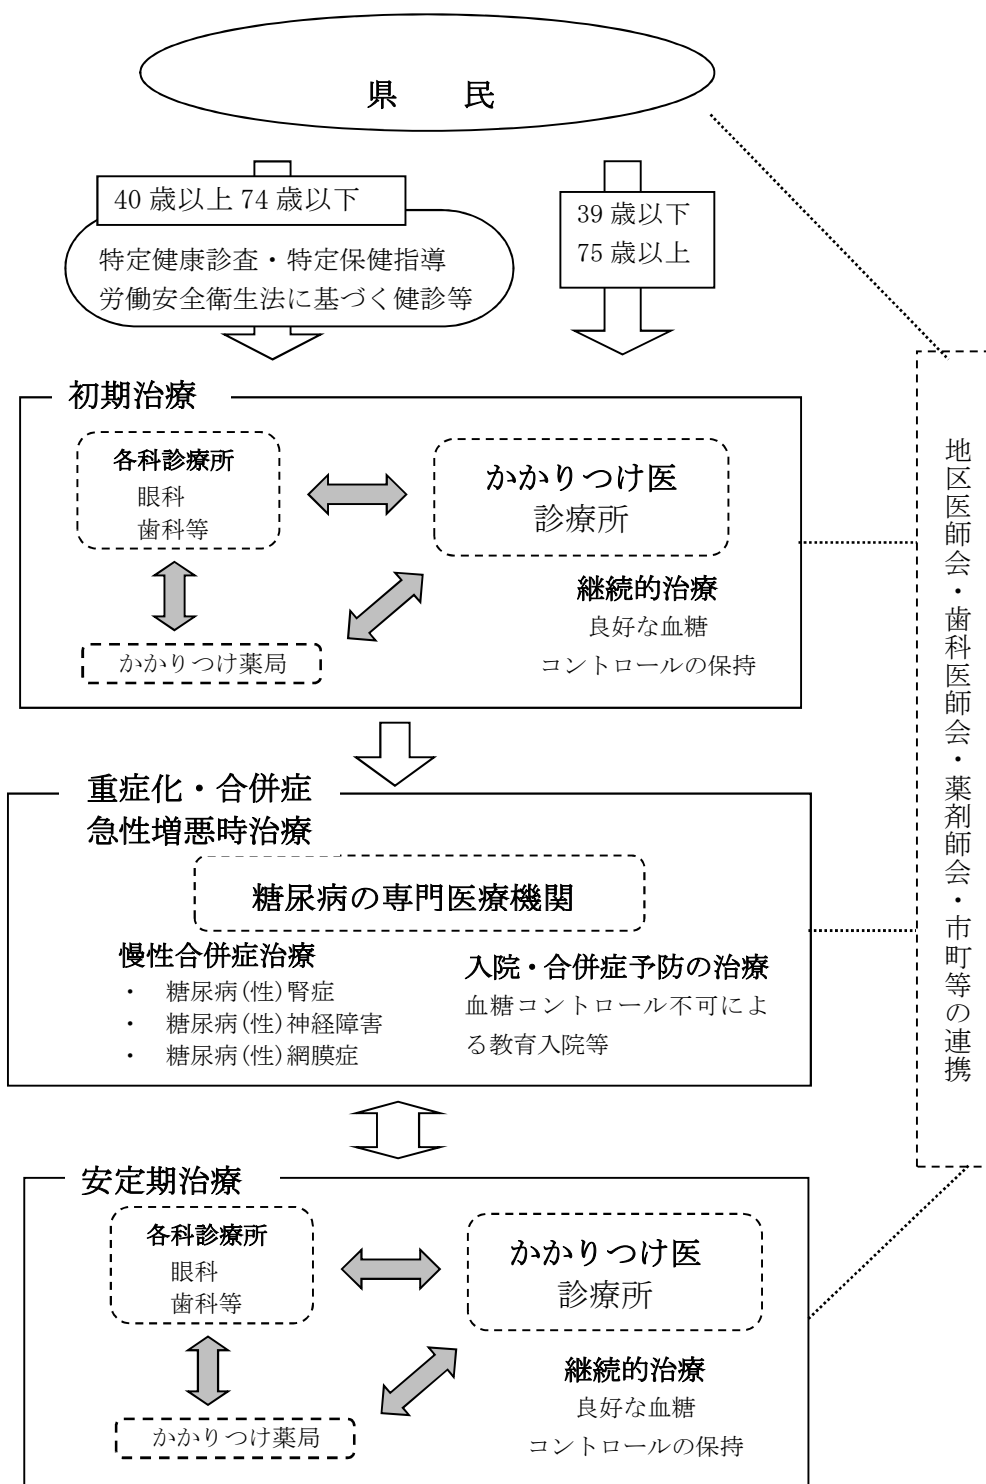 県　　民
40 歳以上 74 歳以下
特定健康診査・特定保健指導
労働安全衛生法に基づく健診等
39 歳以下
75 歳以上
初期治療
各科診療所
眼科
歯科等
かかりつけ医
診療所
継続的治療
良好な血糖
コントロールの保持
かかりつけ薬局
重症化・合併症
急性増悪時治療
糖尿病の専門医療機関
慢性合併症治療
・　糖尿病(性)腎症
・　糖尿病(性)神経障害
・　糖尿病(性)網膜症
入院・合併症予防の治療
血糖コントロール不可によ
る教育入院等
安定期治療
各科診療所
眼科
歯科等
かかりつけ医
診療所
継続的治療
良好な血糖
コントロールの保持
かかりつけ薬局
地区医師会・歯科医師会・薬剤師会・市町等の連携